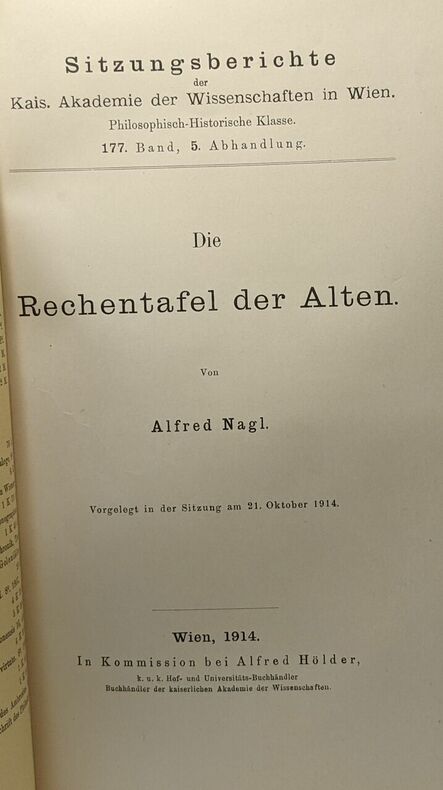 Sitzungsberichte
der
Kais. Akademie der Wissenschaften in Wien.
Philosophisch-Historische Klasse.
177. Band, 5. Abhandlung.
Die
Rechentafel der Alten.
Von
Alfred Nagl.
Vorgelegt in der Sitzung am 21. Oktober 1914.
Wien, 1914.
In Kommission bei Alfred Hölder,
k. u. k. Hof- und Universitäts-Buchhändler
Buchhändler der kaiserlichen Akademie der Wissenschaften.